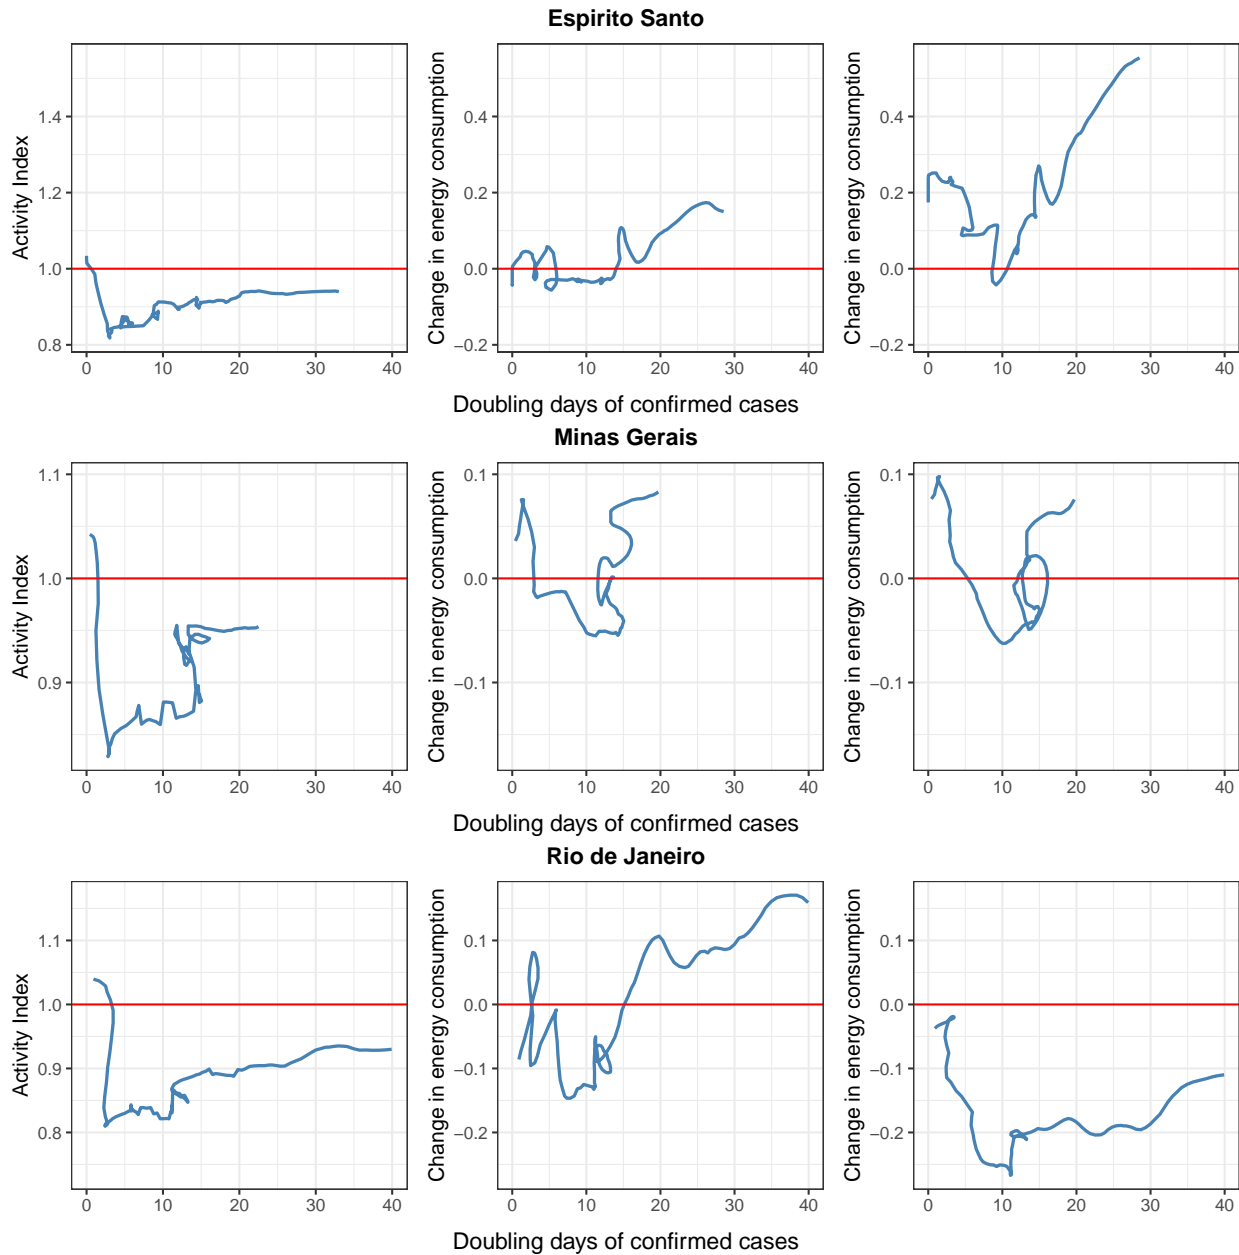 Espirito Santo
Activity Index
1.4
1.2
1.0
0.8
0 10 20 30 40
Change in energy consumption
0.4
0.2
0.0
−0.2
0 10 20 30 40
Change in energy consumption
0.4
0.2
0.0
−0.2
0 10 20 30 40
Doubling days of confirmed cases
Minas Gerais
Activity Index
1.1
1.0
0.9
0 10 20 30 40
Change in energy consumption
0.1
0.0
−0.1
0 10 20 30 40
Change in energy consumption
0.1
0.0
−0.1
0 10 20 30 40
Doubling days of confirmed cases
Rio de Janeiro
Activity Index
1.1
1.0
0.9
0.8
0 10 20 30 40
Change in energy consumption
0.1
0.0
−0.1
−0.2
0 10 20 30 40
Change in energy consumption
0.1
0.0
−0.1
−0.2
0 10 20 30 40
Doubling days of confirmed cases